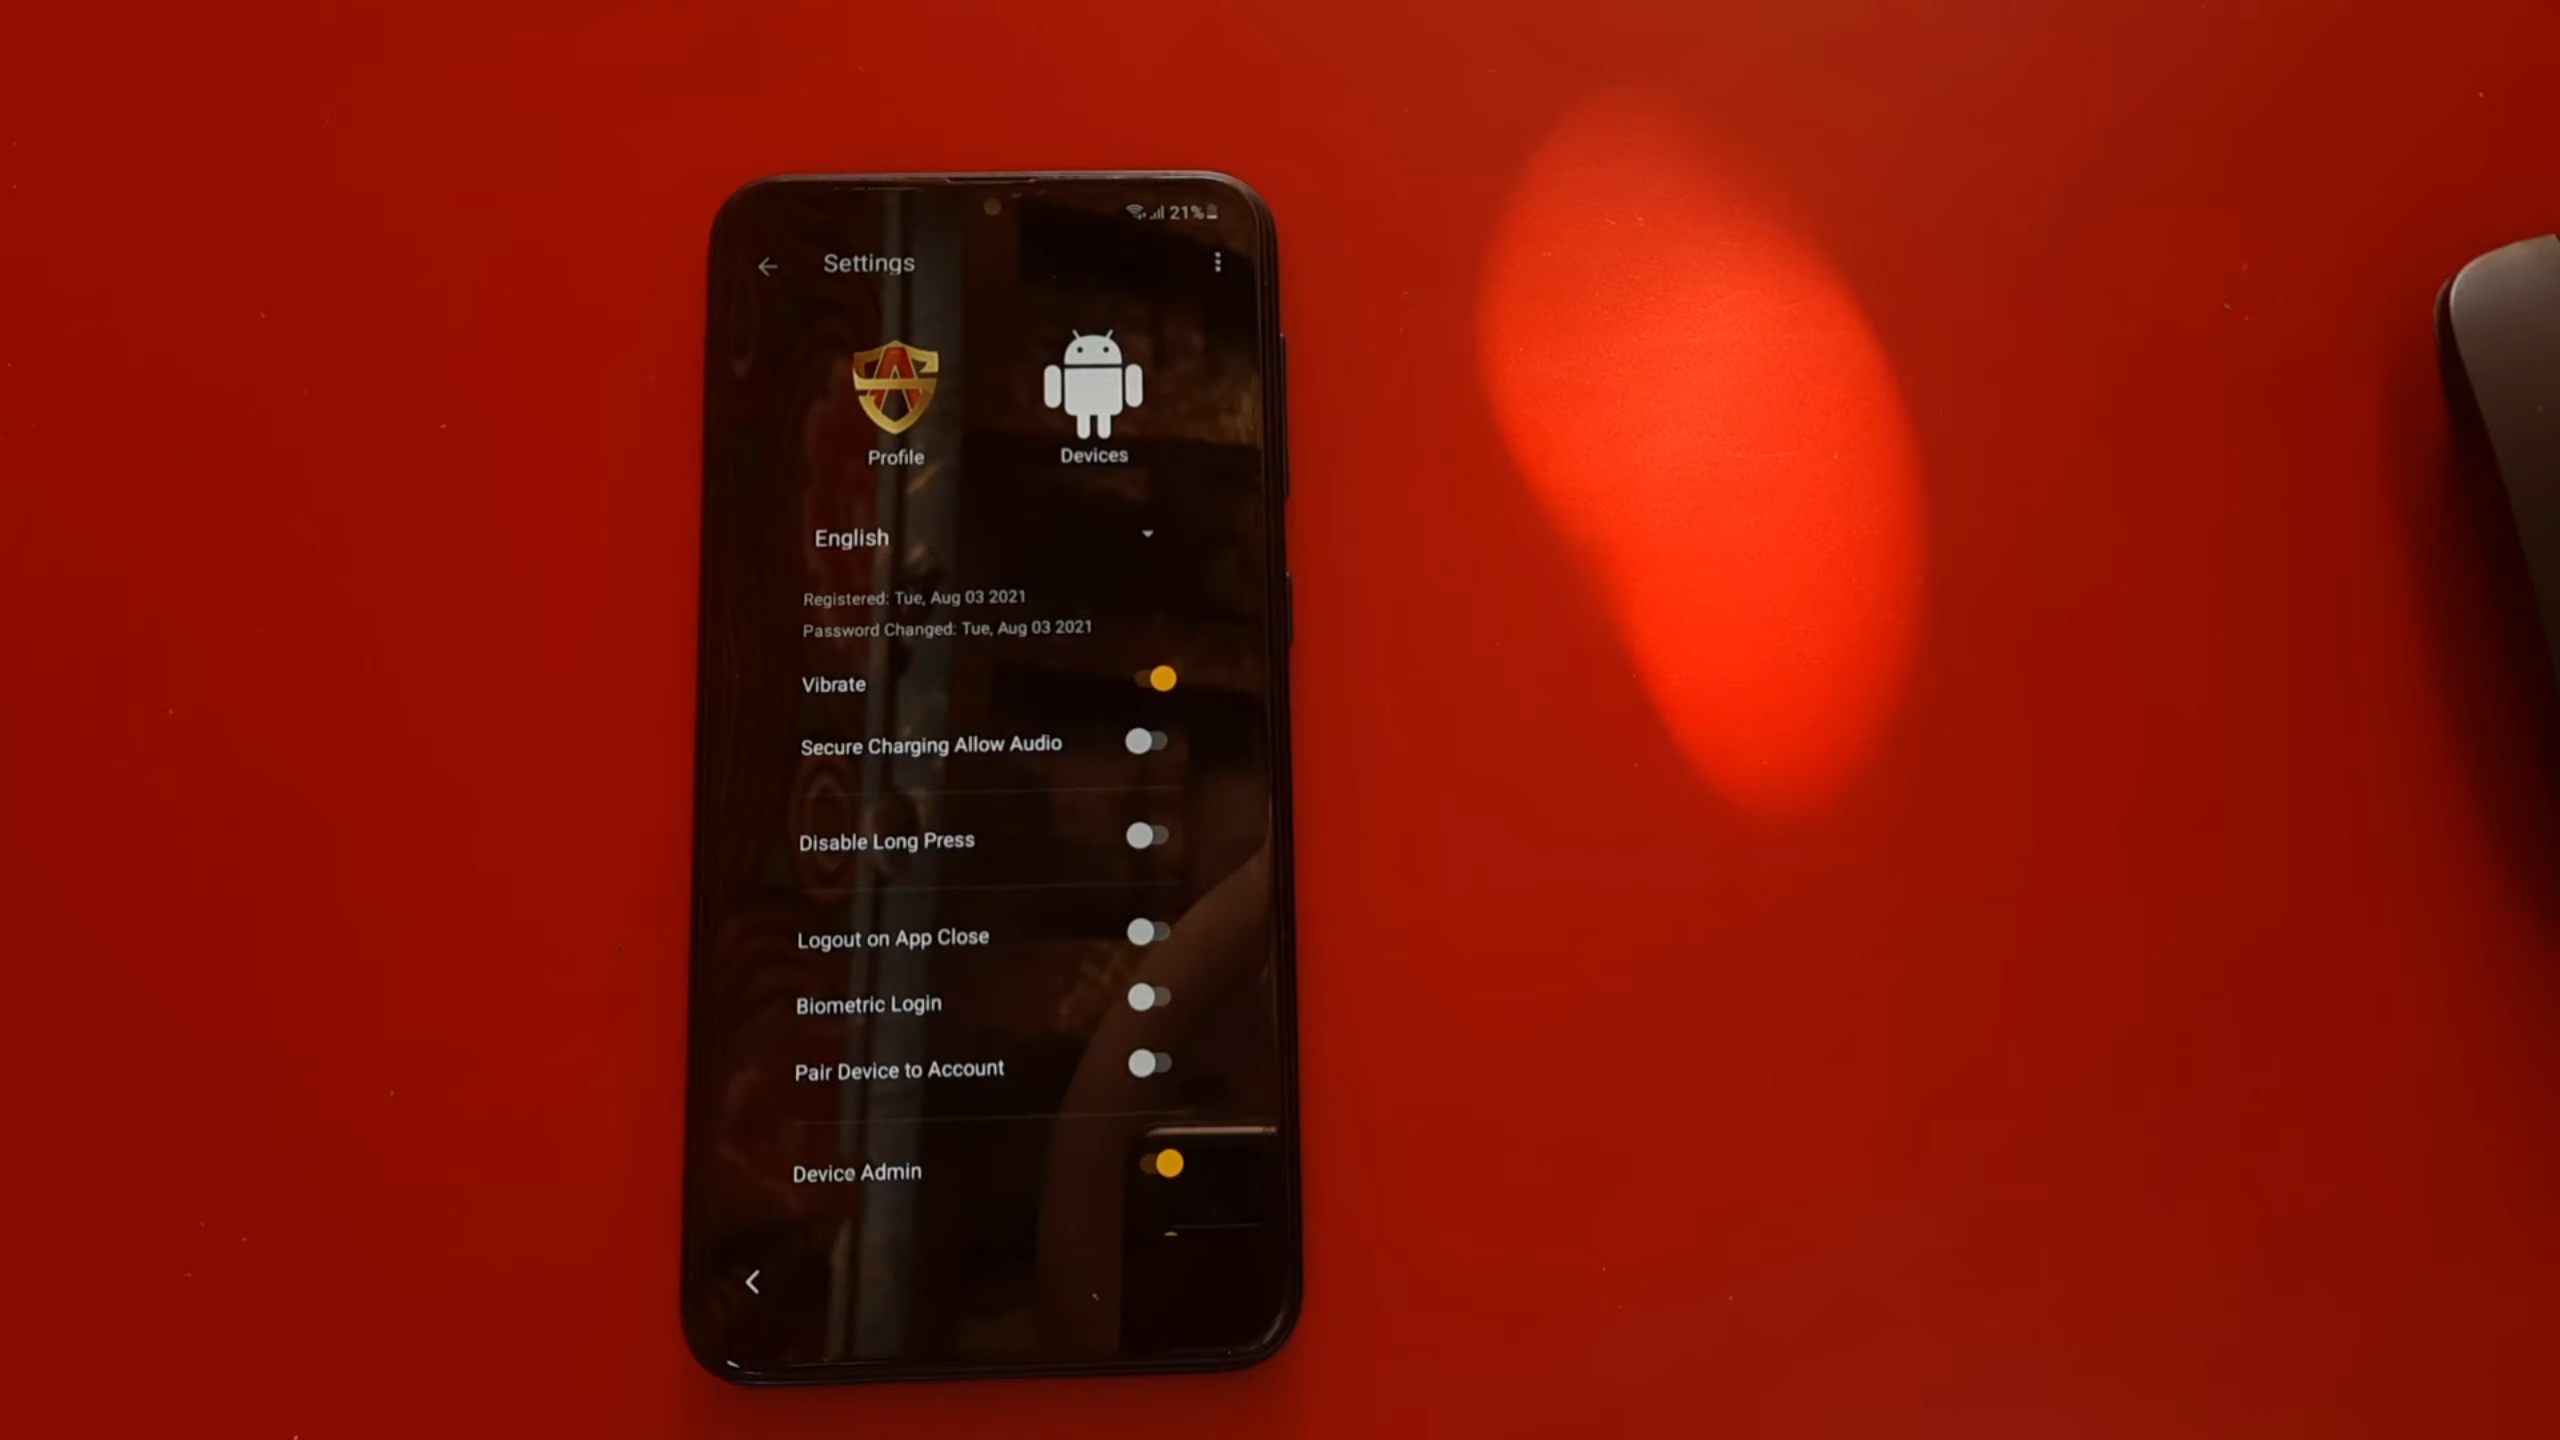 21%
Settings
Profile
Devices
English
Registered: Tue, Aug 03 2021
Password Changed: Tue, Aug 03 2021
Vibrate
Secure Charging Allow Audio
Disable Long Press
Logout on App Close
Biometric Login
Pair Device to Account
Device Admin